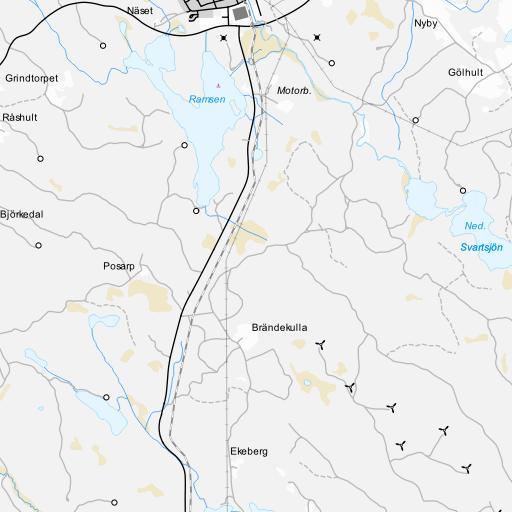 Näset
Nyby
Grindtorpet
Gölhult
Motorb.
Ramsen
Råshult
Björkedal
Ned.
Svartsjön
Posarp
Brändekulla
Ekeberg